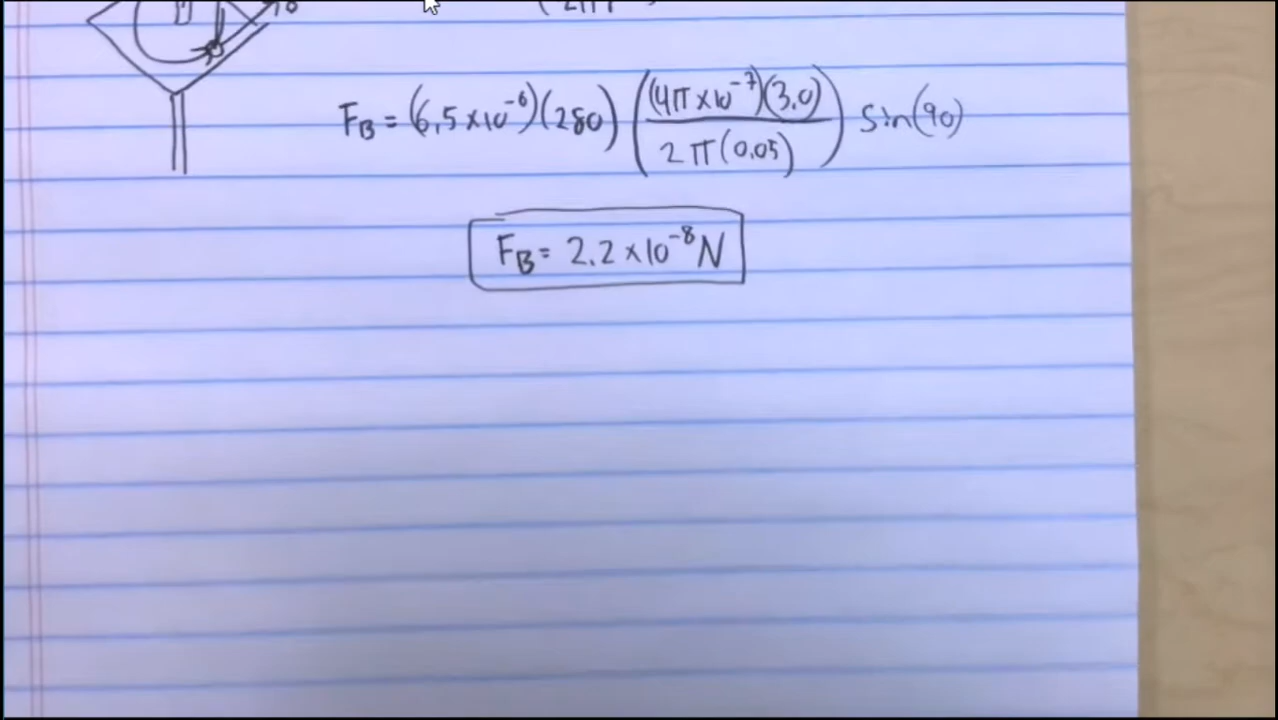 F_B = (6.5 x 10^-6)(280) ((4π x 10^-7)(3.0) / 2π(0.05)) Sin(90)
F_B = 2.2 x 10^-8 N